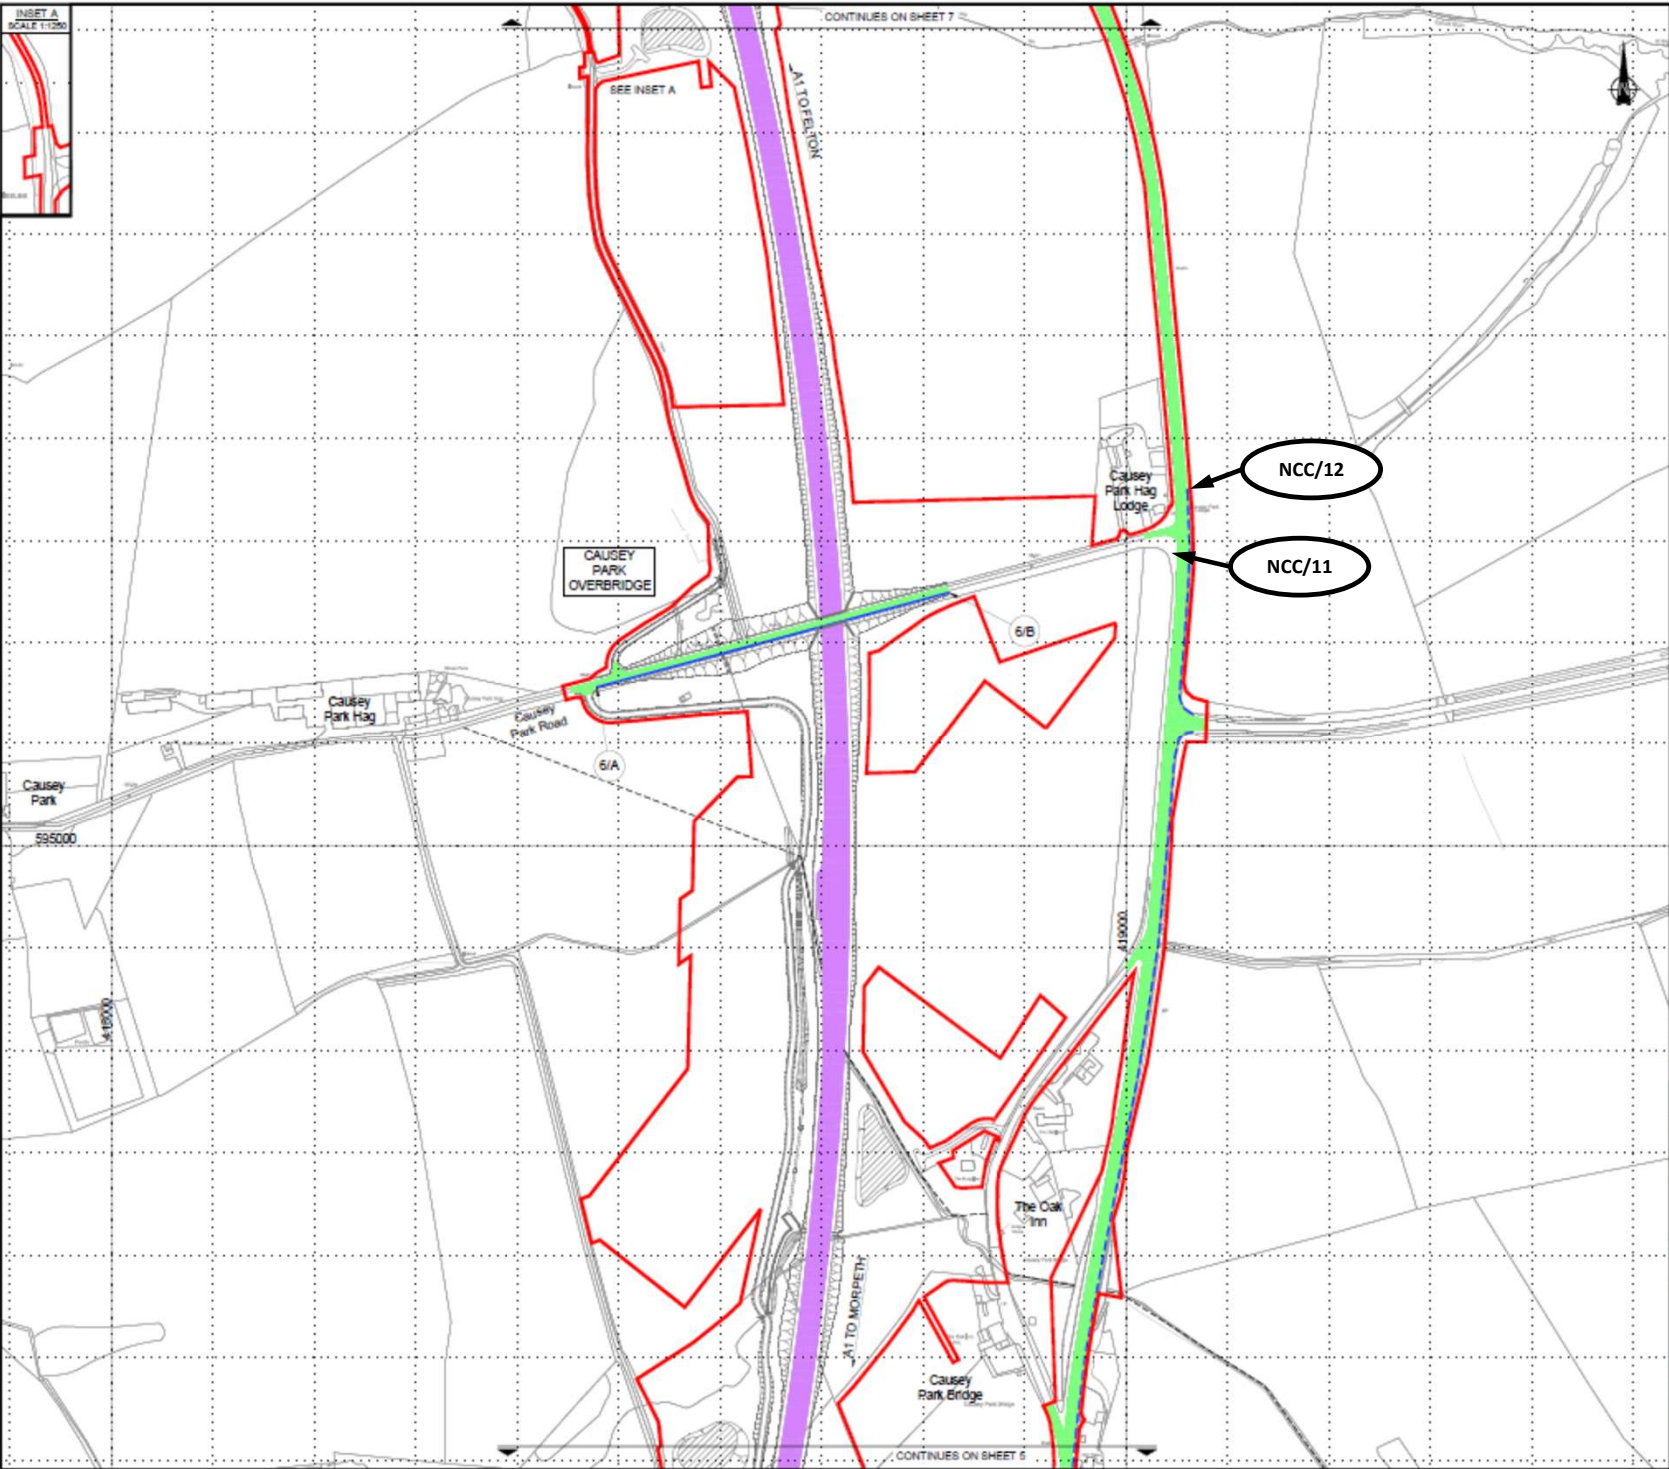 INSET A
SCALE 1:1250
CONTINUES ON SHEET 7
SEE INSET A
A1 TO FELTON
NCC/12
Causey
Park Hag
Lodge
CAUSEY
PARK
OVERBRIDGE
NCC/11
6/B
Causey
Park Hag
Causey
Park Road
6/A
Causey
Park
595000
419000
418000
The Oak
Inn
A1 TO MORPETH
Causey
Park Bridge
CONTINUES ON SHEET 5